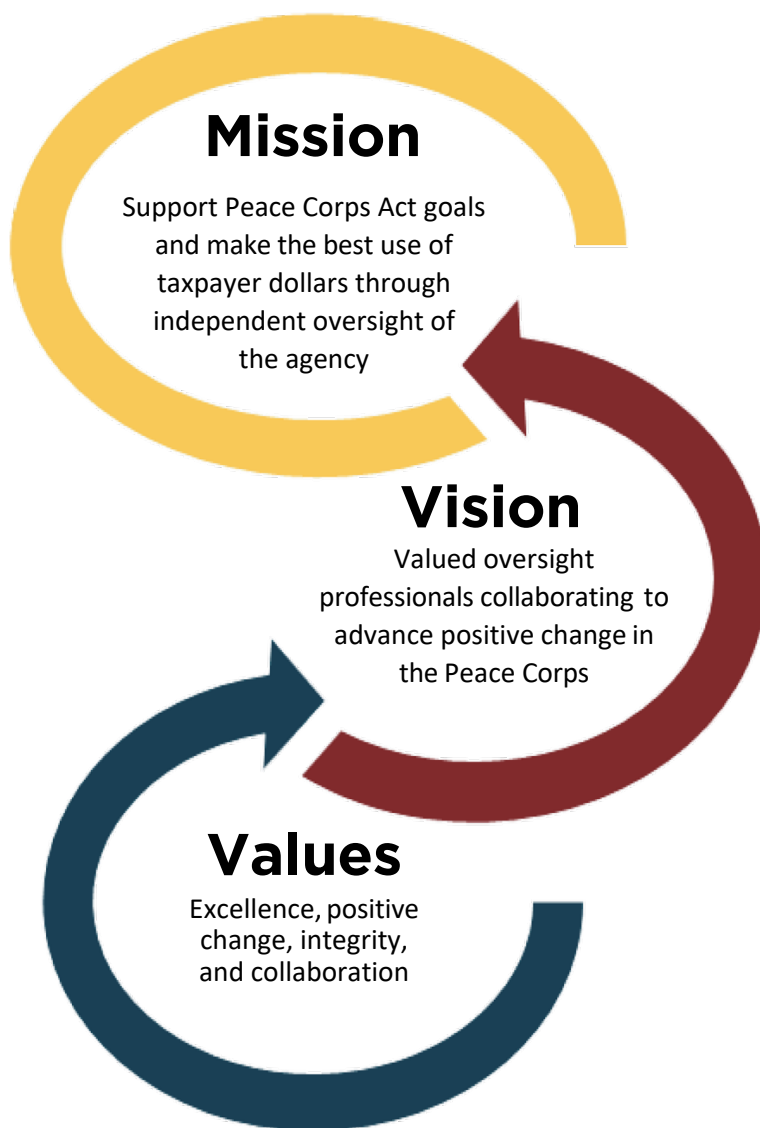 Mission
Support Peace Corps Act goals
and make the best use of
taxpayer dollars through
independent oversight of
the agency
Vision
Valued oversight
professionals collaborating to
advance positive change in
the Peace Corps
Values
Excellence, positive
change, integrity,
and collaboration